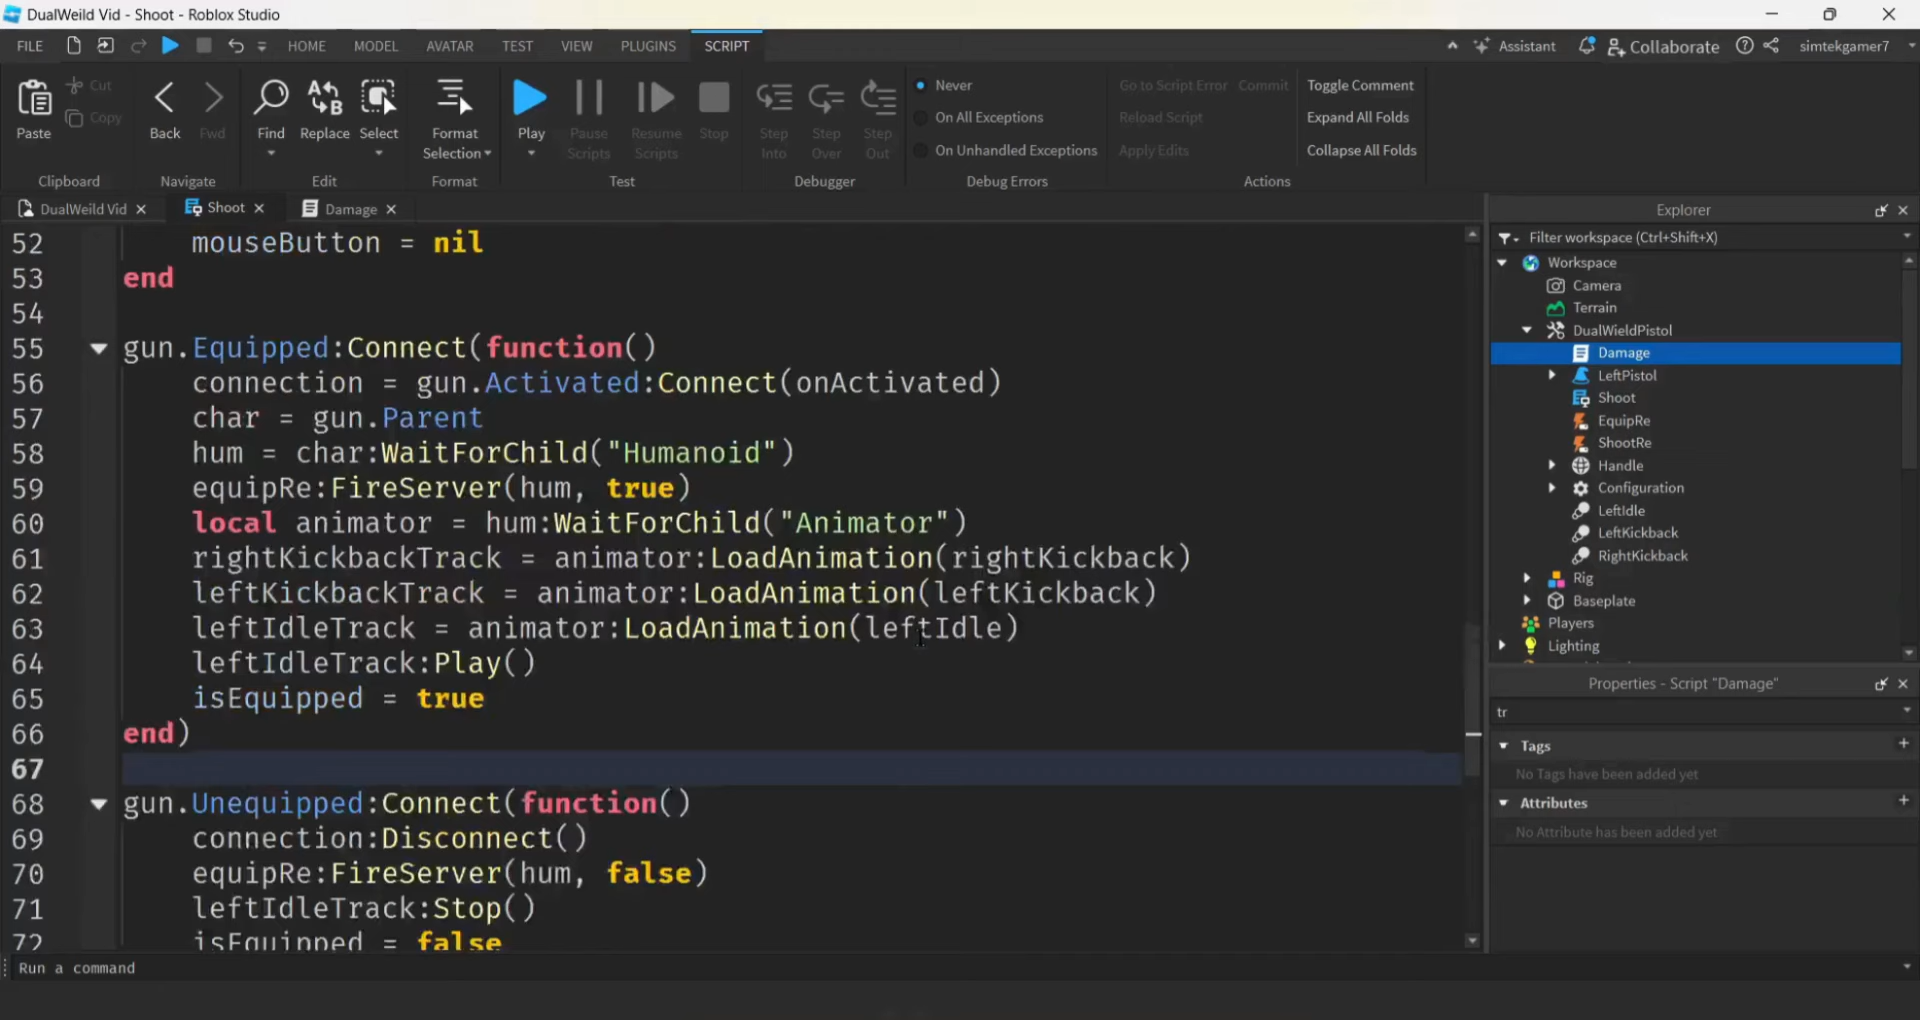 DualWeild Vid - Shoot - Roblox Studio
FILE HOME MODEL AVATAR TEST VIEW PLUGINS SCRIPT Assistant Collaborate simtekgamer7
Paste Cut Copy Back Fwd Find Replace Select Format Selection Play Pause Scripts Resume Scripts Stop Step Into Step Over Step Out
Never
On All Exceptions
On Unhandled Exceptions
Go to Script Error Commit
Reload Script
Apply Edits
Toggle Comment
Expand All Folds
Collapse All Folds
Clipboard Navigate Edit Format Test Debugger Debug Errors Actions
DualWeild Vid Shoot Damage
52 mouseButton = nil
53 end
54
55 gun.Equipped:Connect(function()
56 connection = gun.Activated:Connect(onActivated)
57 char = gun.Parent
58 hum = char:WaitForChild("Humanoid")
59 equipRe:FireServer(hum, true)
60 local animator = hum:WaitForChild("Animator")
61 rightKickbackTrack = animator:LoadAnimation(rightKickback)
62 leftKickbackTrack = animator:LoadAnimation(leftKickback)
63 leftIdleTrack = animator:LoadAnimation(leftIdle)
64 leftIdleTrack:Play()
65 isEquipped = true
66 end)
67
68 gun.Unequipped:Connect(function()
69 connection:Disconnect()
70 equipRe:FireServer(hum, false)
71 leftIdleTrack:Stop()
72 isEquipped = false
Run a command
Explorer
Filter workspace (Ctrl+Shift+X)
Workspace
Camera
Terrain
DualWieldPistol
Damage
LeftPistol
Shoot
EquipRe
ShootRe
Handle
Configuration
LeftIdle
LeftKickback
RightKickback
Rig
Baseplate
Players
Lighting
Properties - Script "Damage"
tr
Tags
No Tags have been added yet
Attributes
No Attribute has been added yet